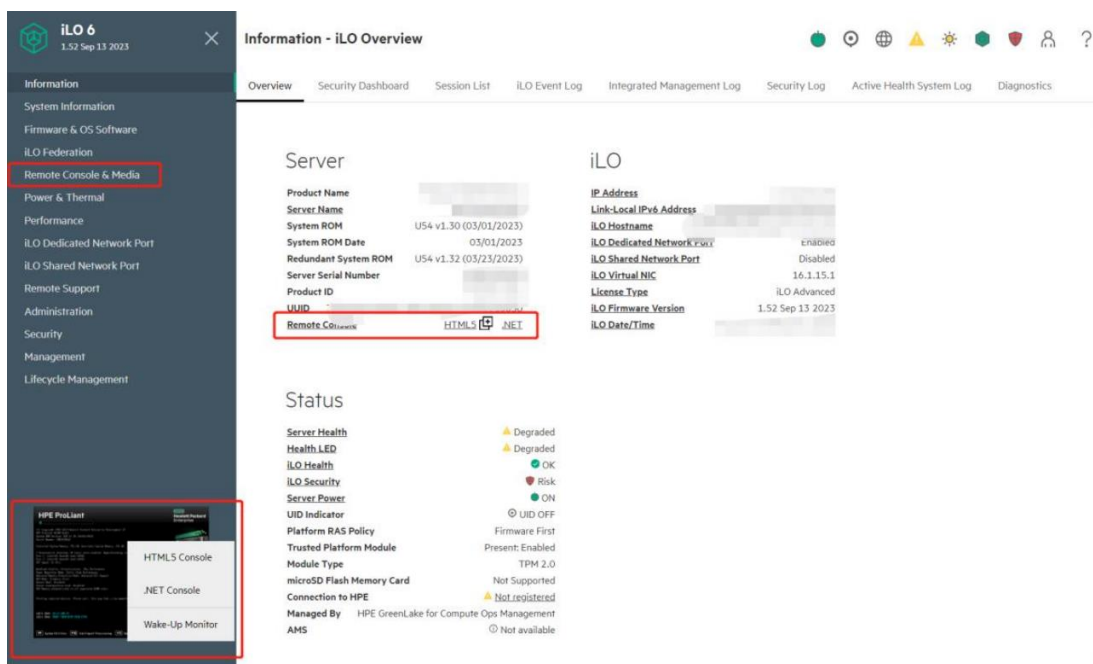 iLO 6
1.52 Sep 13 2023
Information - iLO Overview
Information
System Information
Firmware & OS Software
iLO Federation
Remote Console & Media
Power & Thermal
Performance
iLO Dedicated Network Port
iLO Shared Network Port
Remote Support
Administration
Security
Management
Lifecycle Management
Overview Security Dashboard Session List iLO Event Log Integrated Management Log Security Log Active Health System Log Diagnostics
Server
Product Name
Server Name
System ROM U54 v1.30 (03/01/2023)
System ROM Date 03/01/2023
Redundant System ROM U54 v1.32 (03/23/2023)
Server Serial Number
Product ID
UUID
Remote Console HTML5 .NET
iLO
IP Address
Link-Local IPv6 Address
iLO Hostname
iLO Dedicated Network Port Enabled
iLO Shared Network Port Disabled
iLO Virtual NIC 16.1.15.1
License Type iLO Advanced
iLO Firmware Version 1.52 Sep 13 2023
iLO Date/Time
Status
Server Health Degraded
Health LED Degraded
iLO Health OK
iLO Security Risk
Server Power ON
UID Indicator UID OFF
Platform RAS Policy Firmware First
Trusted Platform Module Present: Enabled
Module Type TPM 2.0
microSD Flash Memory Card Not Supported
Connection to HPE Not registered
Managed By HPE GreenLake for Compute Ops Management
AMS Not available
HPE ProLiant
Hewlett Packard
Enterprise
HTML5 Console
.NET Console
Wake-Up Monitor